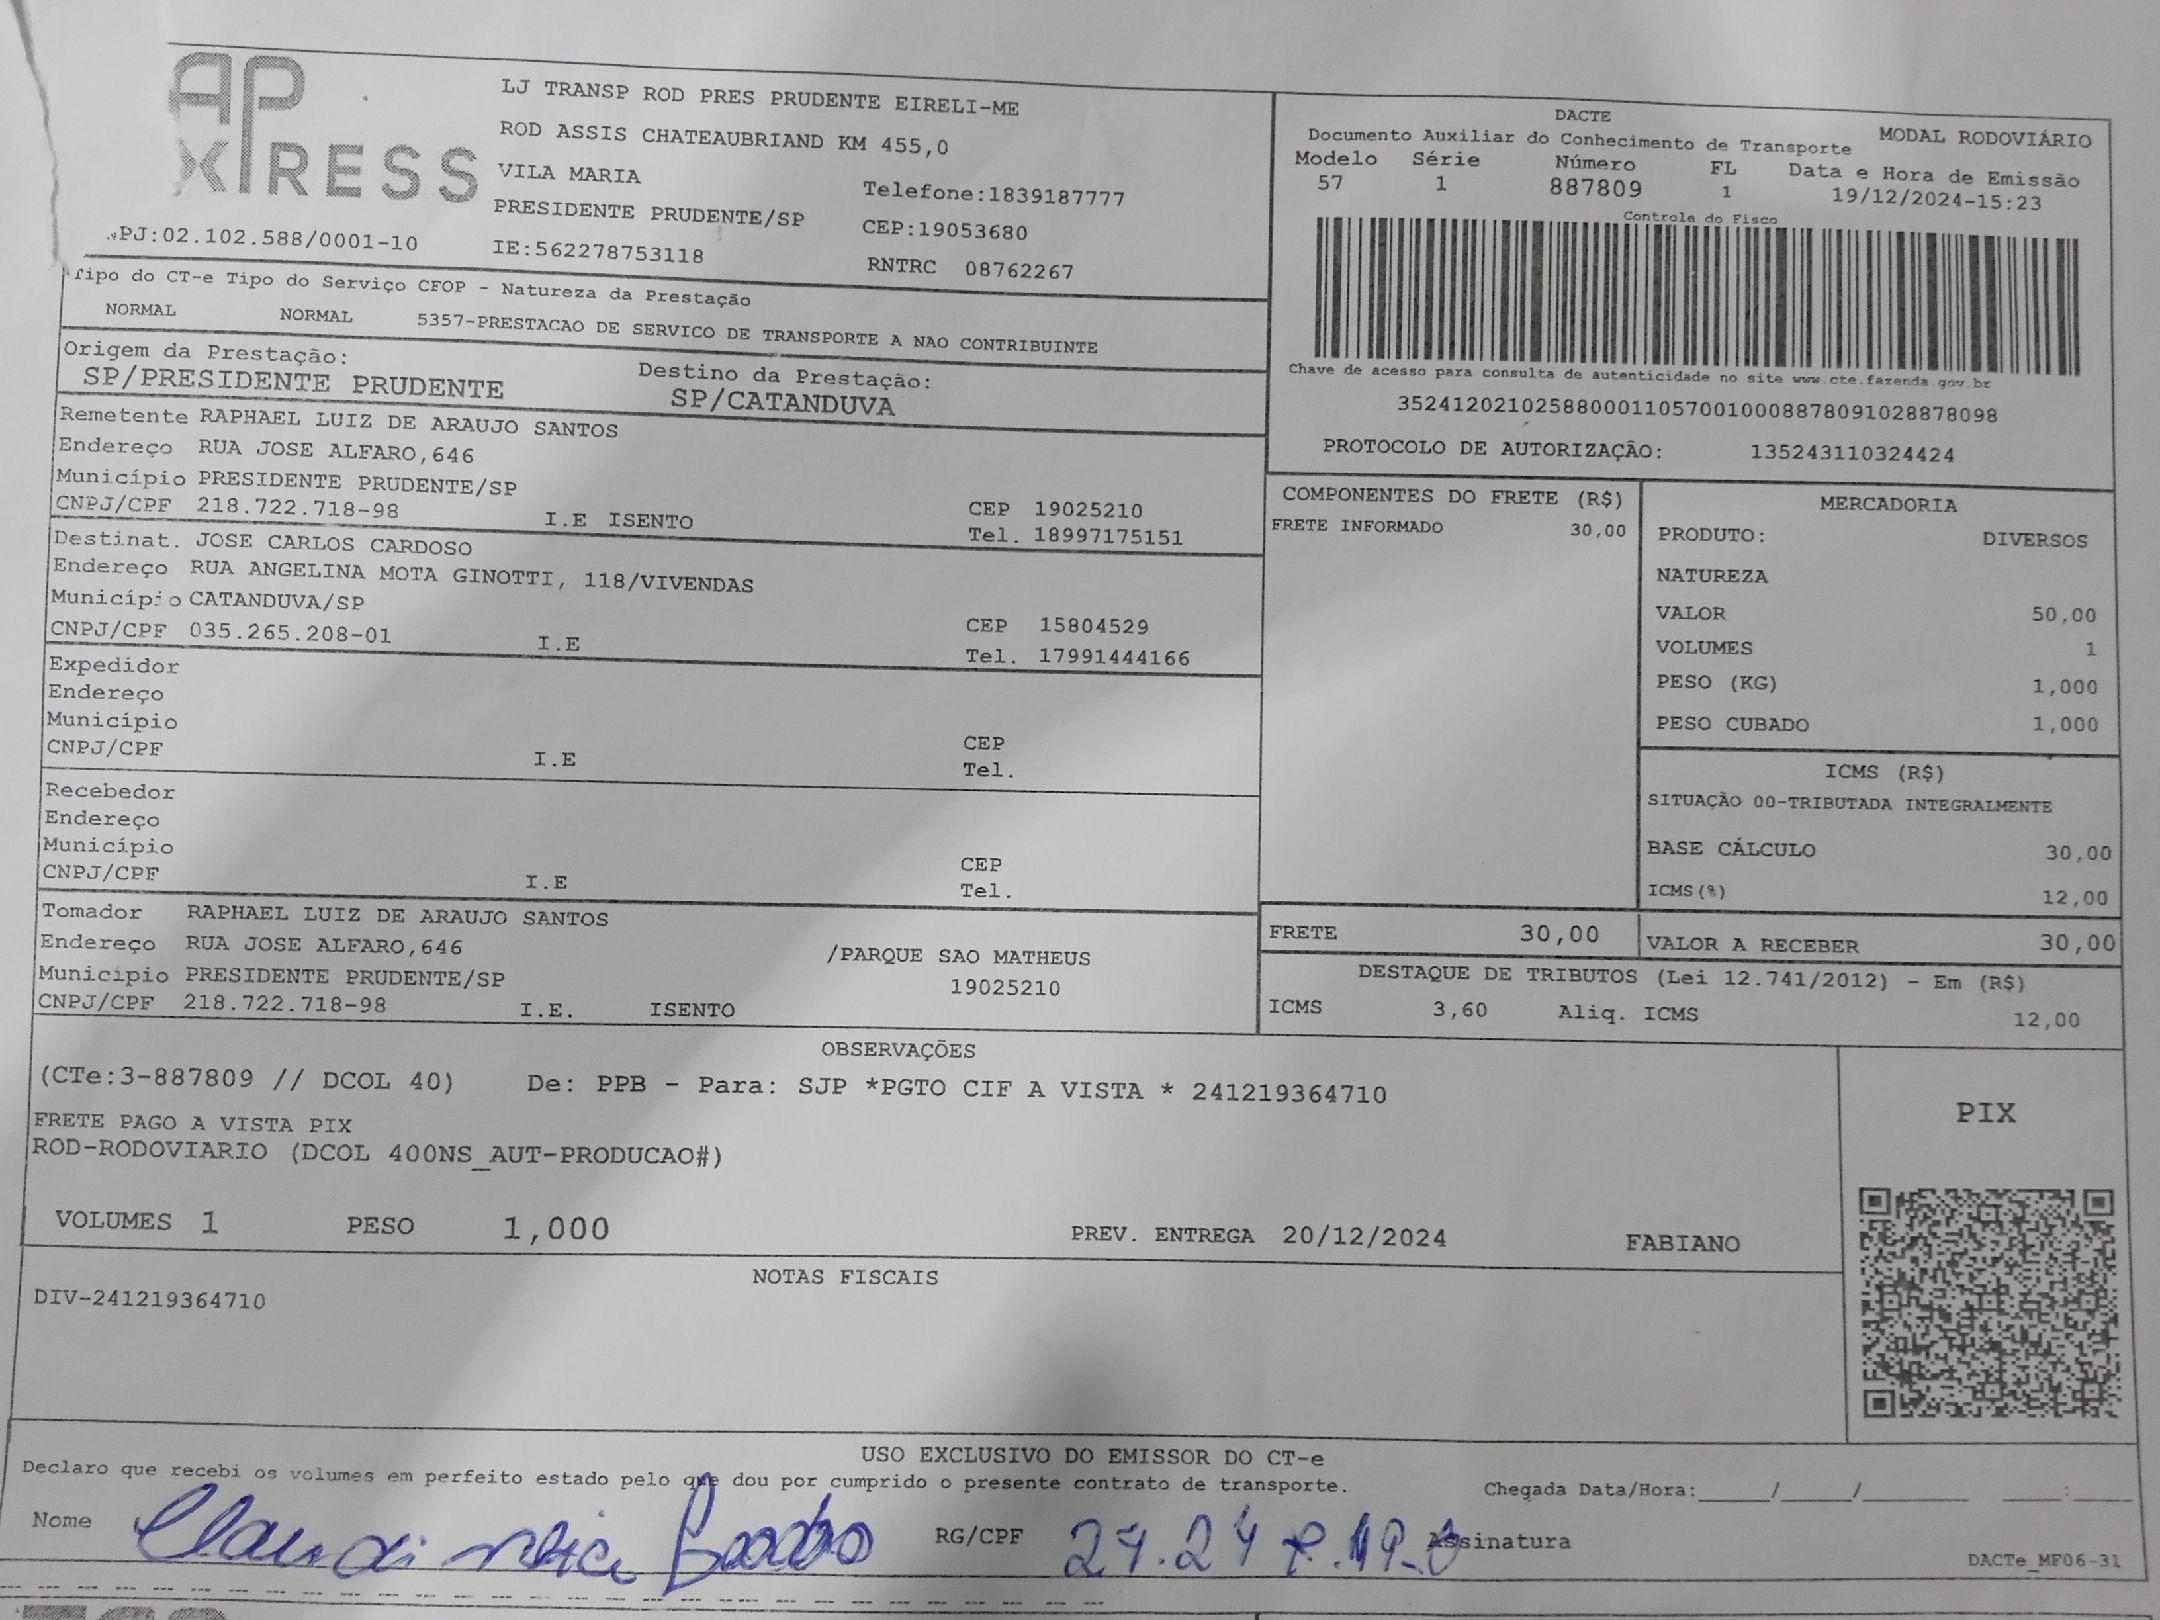 AP
XPRESS
LJ TRANSP ROD PRES PRUDENTE EIRELI-ME
ROD ASSIS CHATEAUBRIAND KM 455,0
VILA MARIA
Telefone:1839187777
PRESIDENTE PRUDENTE/SP
CEP:19053680
PJ:02.102.588/0001-10
IE:562278753118
RNTRC 08762267
DACTE
Documento Auxiliar do Conhecimento de Transporte
MODAL RODOVIÁRIO
Modelo Série Número FL Data e Hora de Emissão
57 1 887809 1 19/12/2024-15:23
Controle do Fisco
Chave de acesso para consulta de autenticidade no site www.cte.fazenda.gov.br
35241202102588000110570010008878091028878098
PROTOCOLO DE AUTORIZAÇÃO: 135243110324424
Tipo do CT-e Tipo do Serviço CFOP - Natureza da Prestação
NORMAL NORMAL 5357-PRESTACAO DE SERVICO DE TRANSPORTE A NAO CONTRIBUINTE
Origem da Prestação: Destino da Prestação:
SP/PRESIDENTE PRUDENTE SP/CATANDUVA
Remetente RAPHAEL LUIZ DE ARAUJO SANTOS
Endereço RUA JOSE ALFARO,646
Município PRESIDENTE PRUDENTE/SP CEP 19025210
CNPJ/CPF 218.722.718-98 I.E ISENTO Tel. 18997175151
Destinat. JOSE CARLOS CARDOSO
Endereço RUA ANGELINA MOTA GINOTTI, 118/VIVENDAS
Município CATANDUVA/SP CEP 15804529
CNPJ/CPF 035.265.208-01 I.E Tel. 17991444166
Expedidor
Endereço
Município CEP
CNPJ/CPF I.E Tel.
Recebedor
Endereço
Município CEP
CNPJ/CPF I.E Tel.
Tomador RAPHAEL LUIZ DE ARAUJO SANTOS
Endereço RUA JOSE ALFARO,646 /PARQUE SAO MATHEUS
Município PRESIDENTE PRUDENTE/SP 19025210
CNPJ/CPF 218.722.718-98 I.E. ISENTO
COMPONENTES DO FRETE (R$)
FRETE INFORMADO 30,00
MERCADORIA
PRODUTO: DIVERSOS
NATUREZA
VALOR 50,00
VOLUMES 1
PESO (KG) 1,000
PESO CUBADO 1,000
ICMS (R$)
SITUAÇÃO 00-TRIBUTADA INTEGRALMENTE
BASE CÁLCULO 30,00
ICMS(%) 12,00
FRETE 30,00 VALOR A RECEBER 30,00
DESTAQUE DE TRIBUTOS (Lei 12.741/2012) - Em (R$)
ICMS 3,60 Aliq. ICMS 12,00
OBSERVAÇÕES
(CTe:3-887809 // DCOL 40) De: PPB - Para: SJP *PGTO CIF A VISTA * 241219364710
FRETE PAGO A VISTA PIX
ROD-RODOVIARIO (DCOL 400NS_AUT-PRODUCAO#)
PIX
VOLUMES 1 PESO 1,000 PREV. ENTREGA 20/12/2024 FABIANO
NOTAS FISCAIS
DIV-241219364710
USO EXCLUSIVO DO EMISSOR DO CT-e
Declaro que recebi os volumes em perfeito estado pelo que dou por cumprido o presente contrato de transporte.
Chegada Data/Hora:_____/_____/________ ____:____
Nome RG/CPF Assinatura
DACTe_MF06-31